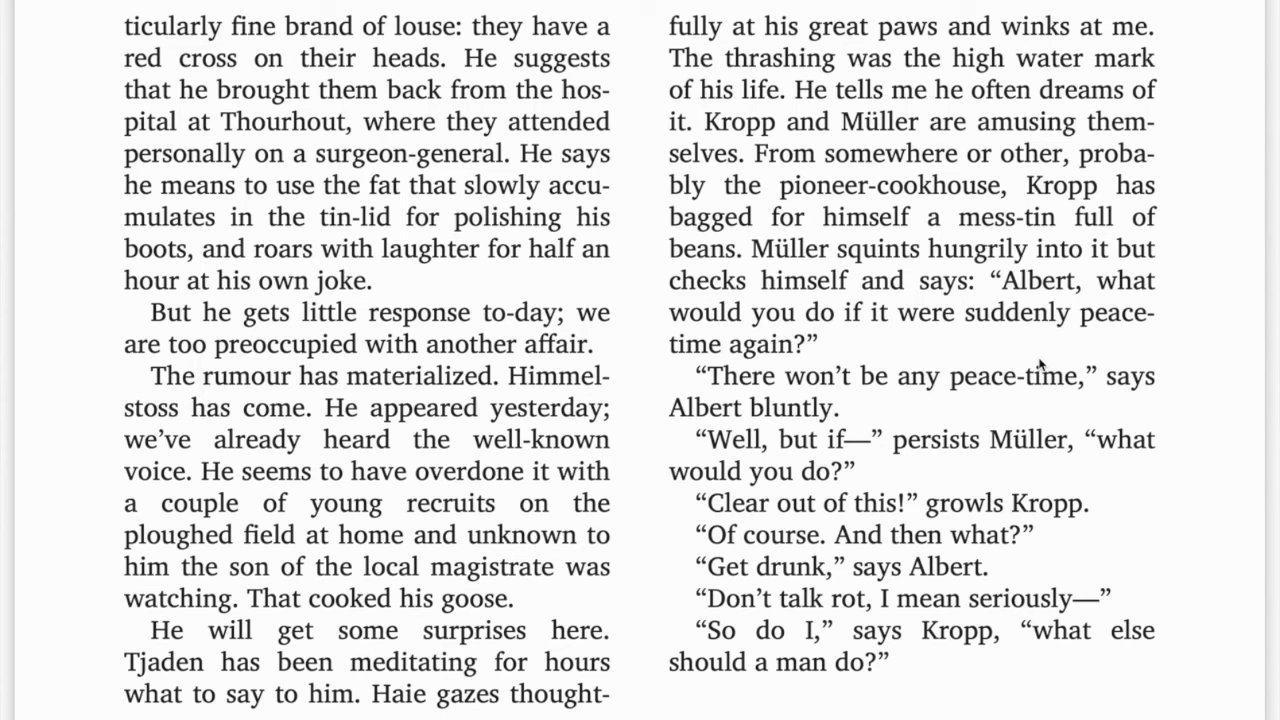 ticularly fine brand of louse: they have a
red cross on their heads. He suggests
that he brought them back from the hos-
pital at Thourhout, where they attended
personally on a surgeon-general. He says
he means to use the fat that slowly accu-
mulates in the tin-lid for polishing his
boots, and roars with laughter for half an
hour at his own joke.
But he gets little response to-day; we
are too preoccupied with another affair.
The rumour has materialized. Himmel-
stoss has come. He appeared yesterday;
we’ve already heard the well-known
voice. He seems to have overdone it with
a couple of young recruits on the
ploughed field at home and unknown to
him the son of the local magistrate was
watching. That cooked his goose.
He will get some surprises here.
Tjaden has been meditating for hours
what to say to him. Haie gazes thought-
fully at his great paws and winks at me.
The thrashing was the high water mark
of his life. He tells me he often dreams of
it. Kropp and Müller are amusing them-
selves. From somewhere or other, proba-
bly the pioneer-cookhouse, Kropp has
bagged for himself a mess-tin full of
beans. Müller squints hungrily into it but
checks himself and says: “Albert, what
would you do if it were suddenly peace-
time again?”
“There won’t be any peace-time,” says
Albert bluntly.
“Well, but if—” persists Müller, “what
would you do?”
“Clear out of this!” growls Kropp.
“Of course. And then what?”
“Get drunk,” says Albert.
“Don’t talk rot, I mean seriously—”
“So do I,” says Kropp, “what else
should a man do?”